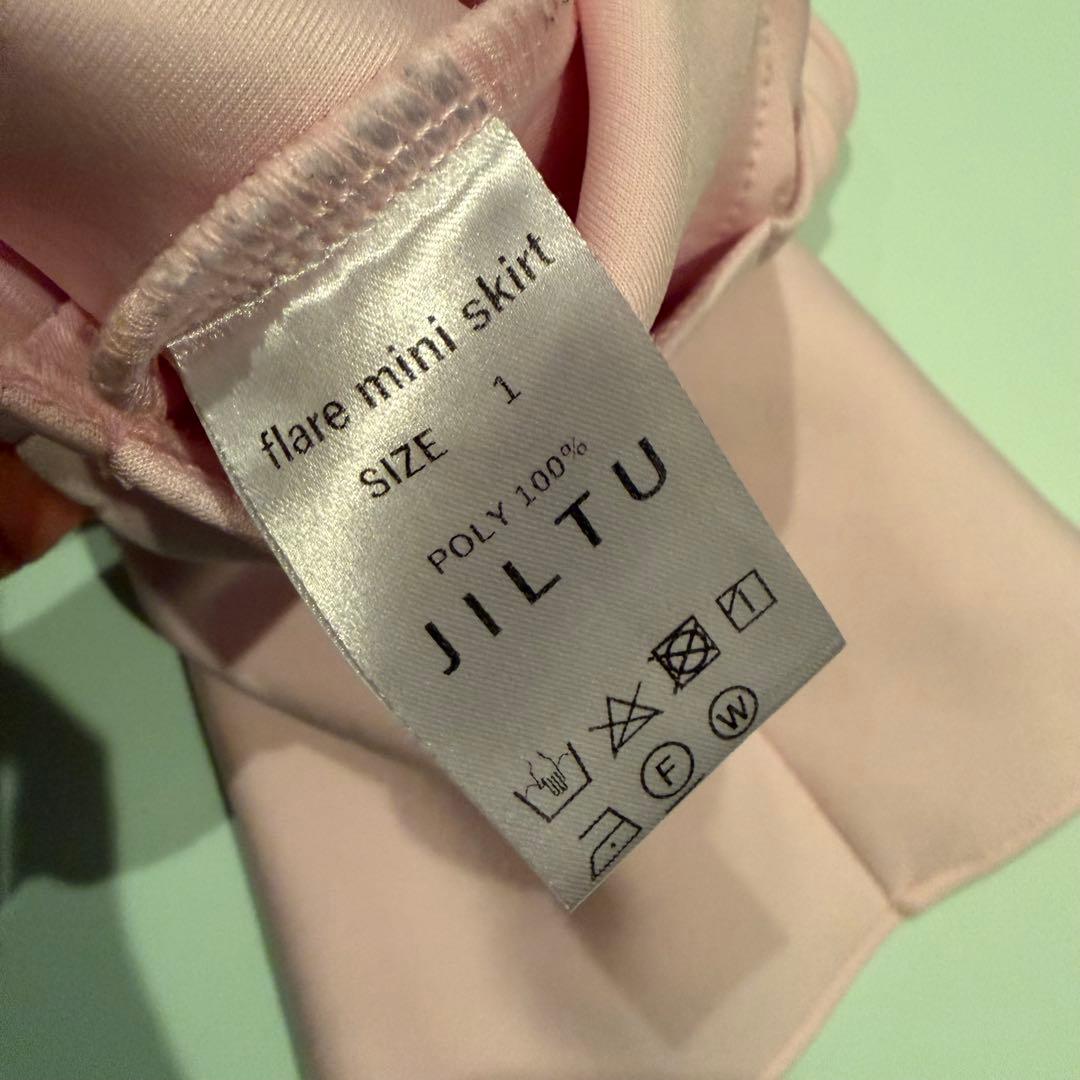 flare mini skirt
SIZE 1
POLY 100%
JILTU
F W